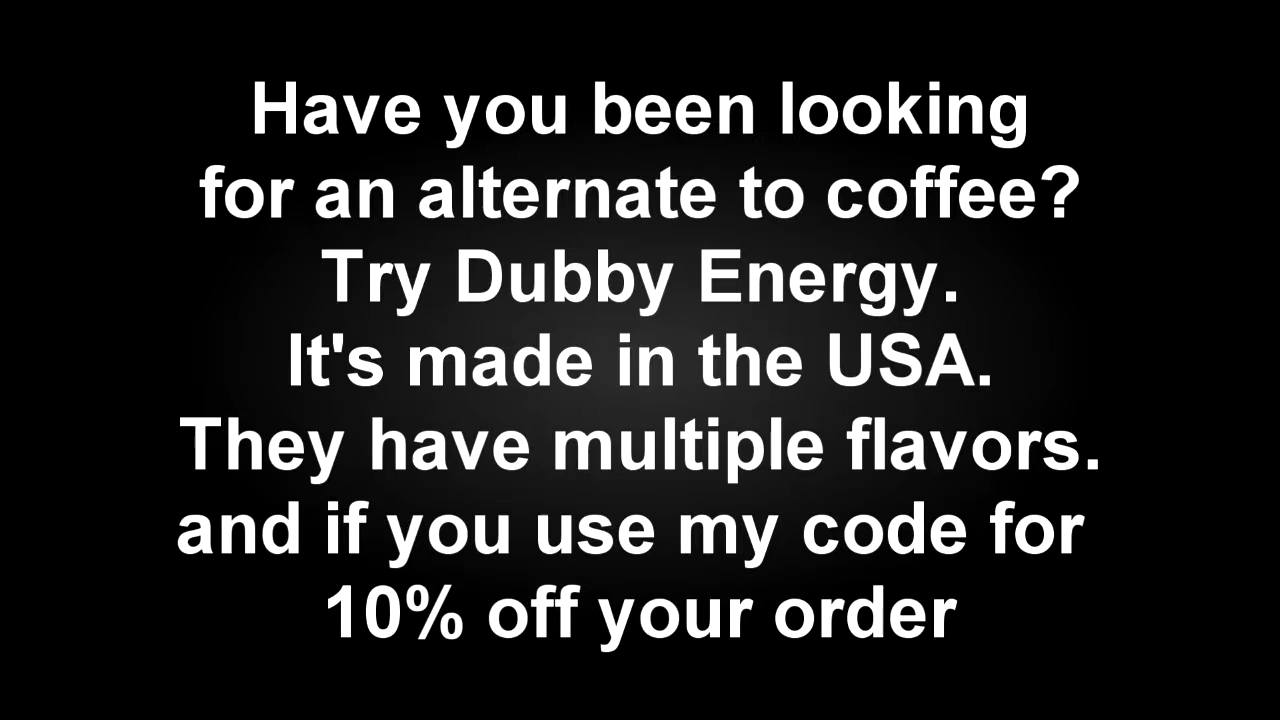 Have you been looking
for an alternate to coffee?
Try Dubby Energy.
It's made in the USA.
They have multiple flavors.
and if you use my code for
10% off your order